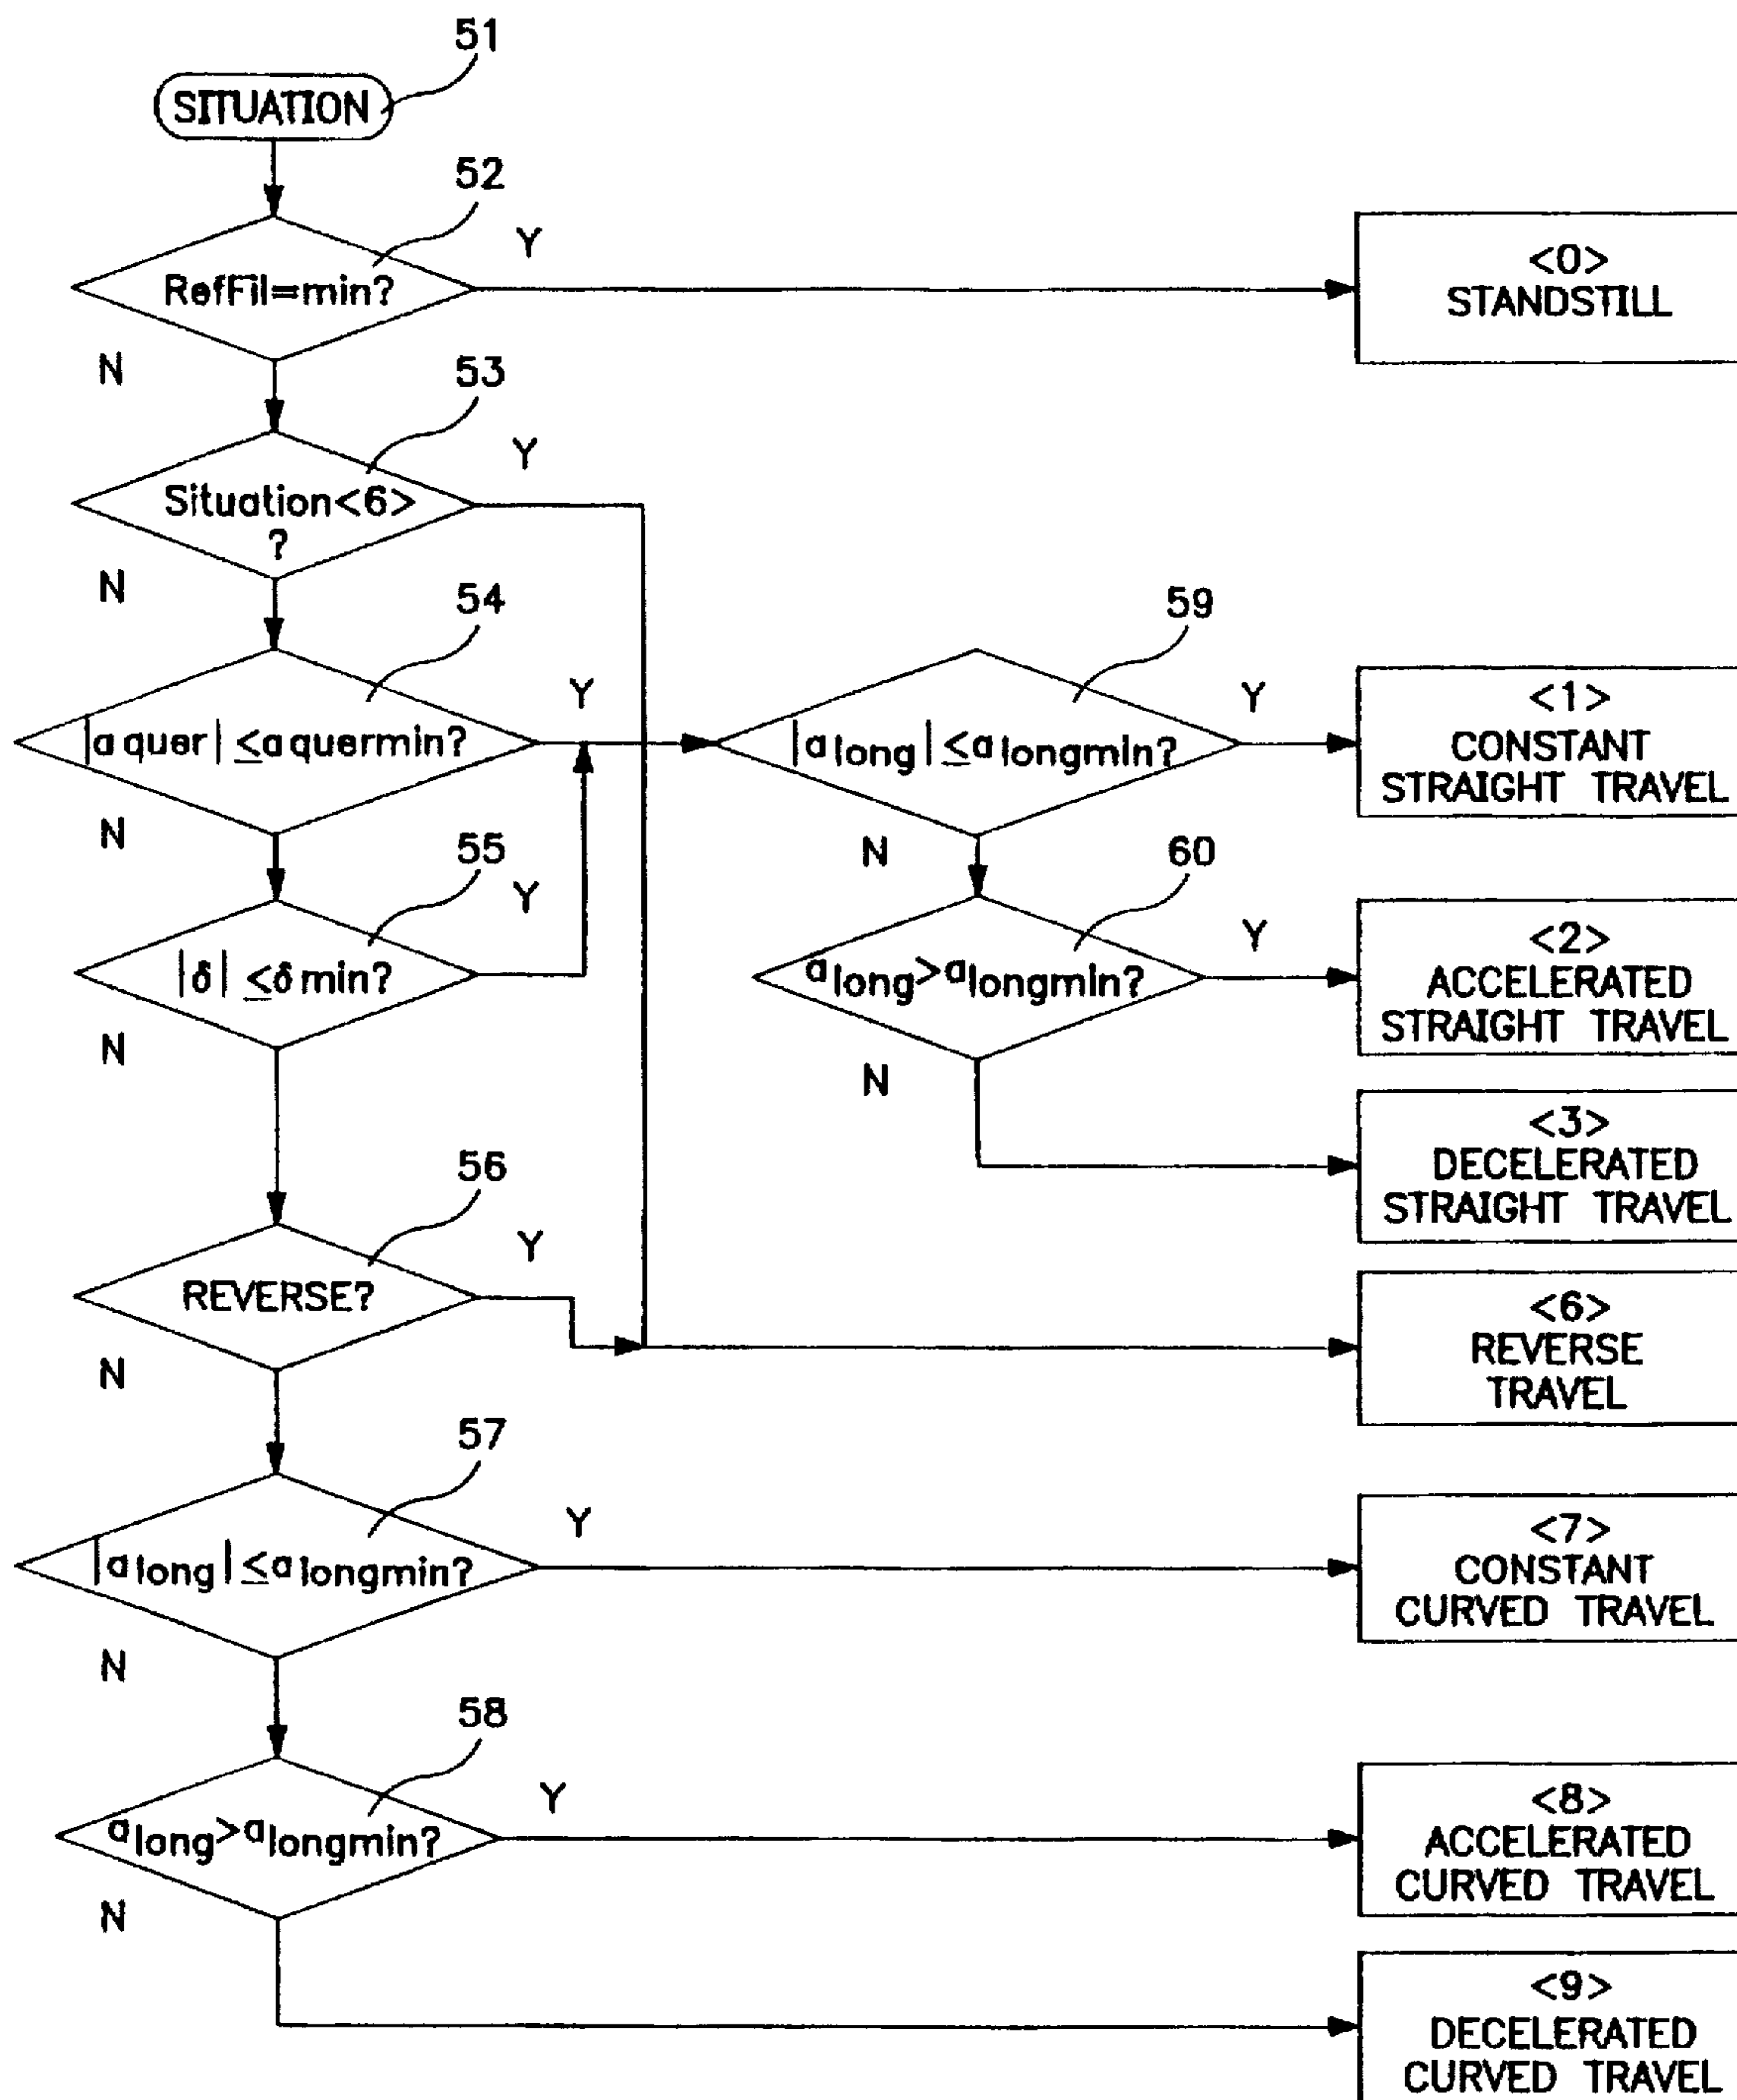 51
SITUATION
52
Y
RefFil=min?
<0>
STANDSTILL
N
53
Y
Situation<6>
?
N
54
59
Y
|a quer| ≤a quermin?
|a long| ≤a longmin?
Y
<1>
CONSTANT
STRAIGHT TRAVEL
N
N
55
60
Y
|δ| ≤δ min?
a long>a longmin?
Y
<2>
ACCELERATED
STRAIGHT TRAVEL
N
N
<3>
DECELERATED
STRAIGHT TRAVEL
56
Y
REVERSE?
<6>
REVERSE
TRAVEL
N
57
Y
|a long| ≤a longmin?
<7>
CONSTANT
CURVED TRAVEL
N
58
Y
a long>a longmin?
<8>
ACCELERATED
CURVED TRAVEL
N
<9>
DECELERATED
CURVED TRAVEL